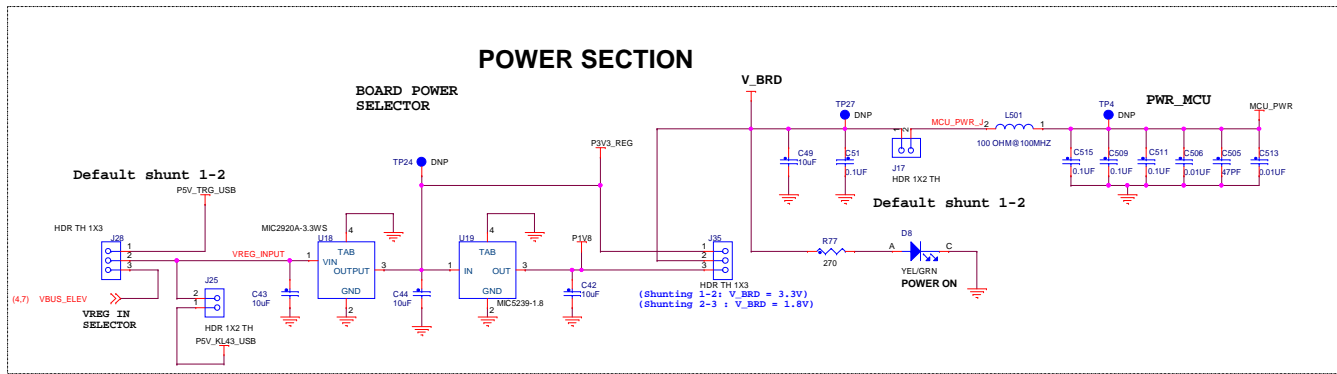 POWER SECTION
BOARD POWER
SELECTOR
V_BRD
TP27
DNP
MCU_PWR_J
2
L501
1
100 OHM@100MHZ
TP4
DNP
PWR_MCU
MCU_PWR
C49
10uF
C51
0.1UF
1
2
J17
HDR 1X2 TH
Default shunt 1-2
C515
0.1UF
C509
0.1UF
C511
0.1UF
C506
0.01UF
C505
47PF
C513
0.01UF
P3V3_REG
TP24
DNP
Default shunt 1-2
P5V_TRG_USB
HDR TH 1X3
J28
1
2
3
VREG_INPUT
(4,7)
VBUS_ELEV
VREG IN
SELECTOR
J25
2
1
HDR 1X2 TH
P5V_KL43_USB
C43
10uF
MIC2920A-3.3WS
U18
4
TAB
1
VIN
OUTPUT
3
GND
2
C44
10uF
U19
4
TAB
1
IN
OUT
3
GND
2
MIC5239-1.8
P1V8
C42
10uF
J35
1
2
3
HDR TH 1X3
(Shunting 1-2: V_BRD = 3.3V)
(Shunting 2-3 : V_BRD = 1.8V)
R77
270
D8
A
C
YEL/GRN
POWER ON